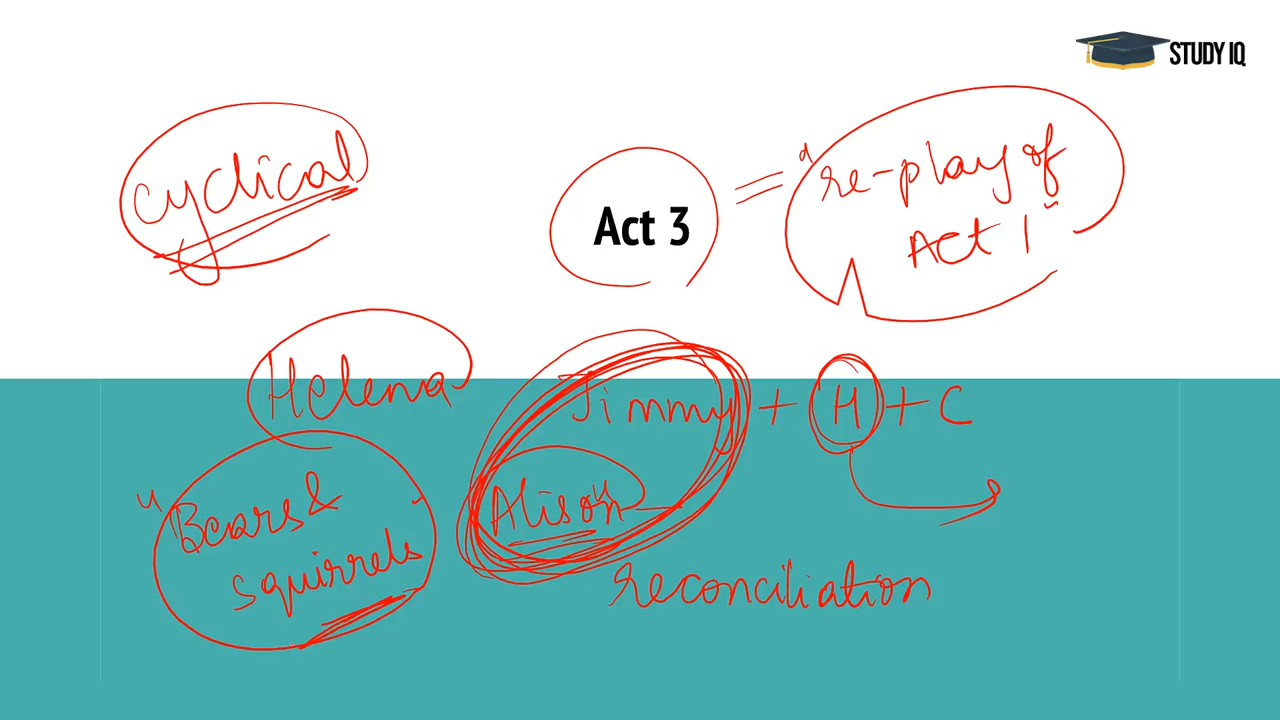 STUDY IQ
cyclical
Act 3
= "re-play of
Act 1"
Helena
Jimmy + H + C
Alison
"Bears &
squirrels"
reconciliation